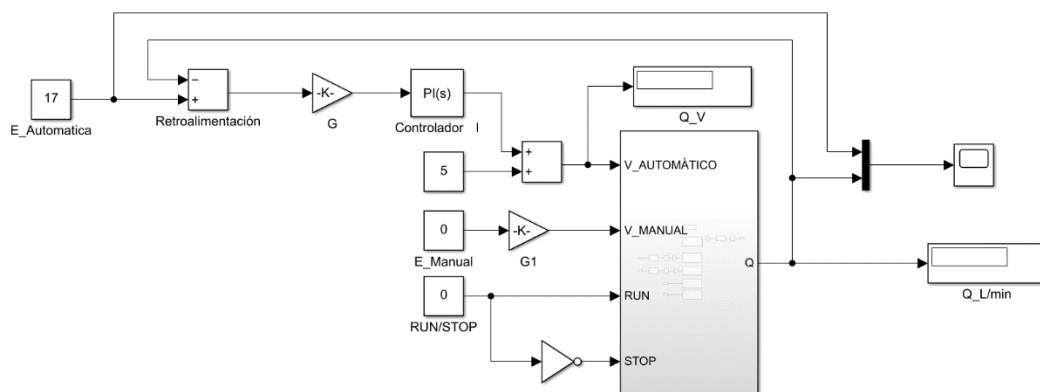 17
E_Automatica
−
+
Retroalimentación
-K-
G
PI(s)
Controlador I
+
+
5
Q_V
V_AUTOMÁTICO
0
E_Manual
-K-
G1
V_MANUAL
Q
Q_L/min
0
RUN/STOP
RUN
STOP